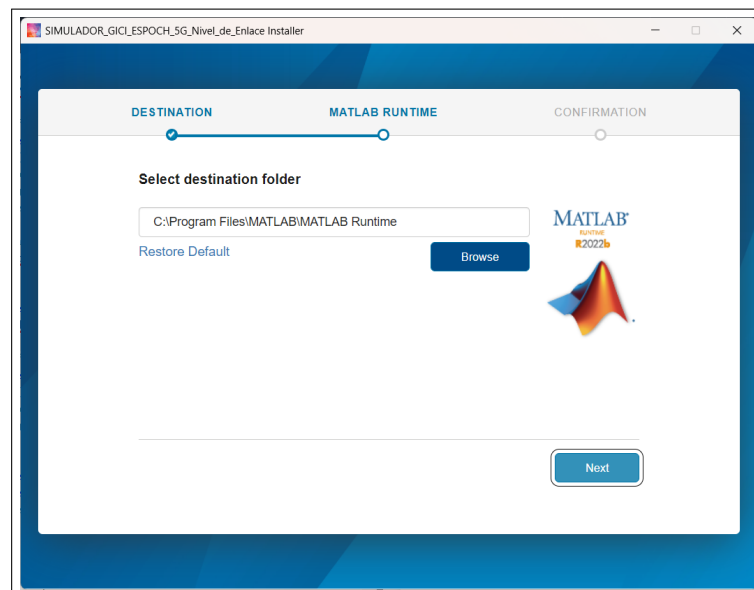 SIMULADOR_GICI_ESPOCH_5G_Nivel_de_Enlace Installer
DESTINATION MATLAB RUNTIME CONFIRMATION
Select destination folder
C:\Program Files\MATLAB\MATLAB Runtime
Restore Default
Browse
MATLAB®
RUNTIME
R2022b
Next